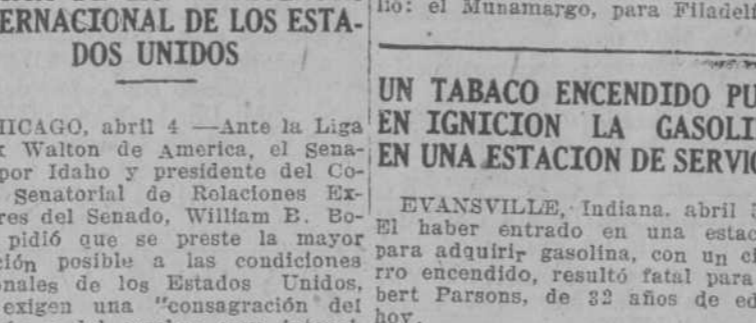 ERNACIONAL DE LOS ESTA-
DOS UNIDOS
HICAGO, abril 4 —Ante la Liga
Walton de America, el Sena-
por Idaho y presidente del Co-
Senatorial de Relaciones Ex-
res del Senado, William E. Bo-
pidió que se preste la mayor
ción posible a las condiciones
onales de los Estados Unidos,
exigen una "consagración del
llo: el Munamargo, para Filadelf
UN TABACO ENCENDIDO PU
EN IGNICION LA GASOLI
EN UNA ESTACION DE SERVIC
EVANSVILLE, Indiana. abril 3
El haber entrado en una estac
para adquirir gasolina, con un ci
rro encendido, resultó fatal para
bert Parsons, de 32 años de ed
hoy.